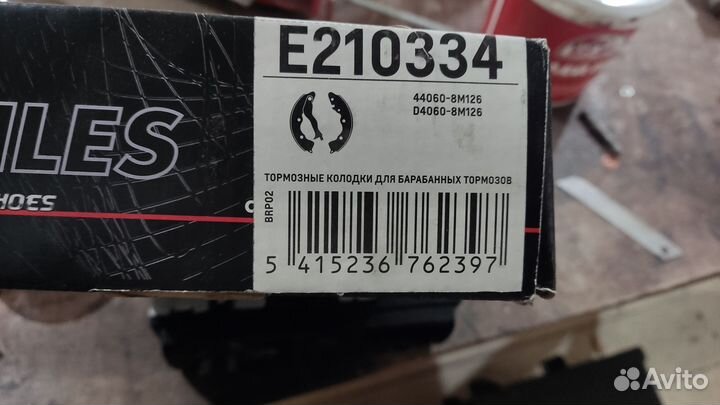 E210334
44060-8M126
D4060-8M126
ILES
HOES
ТОРМОЗНЫЕ КОЛОДКИ ДЛЯ БАРАБАННЫХ ТОРМОЗОВ
BRP02
5 415236 762397
Avito